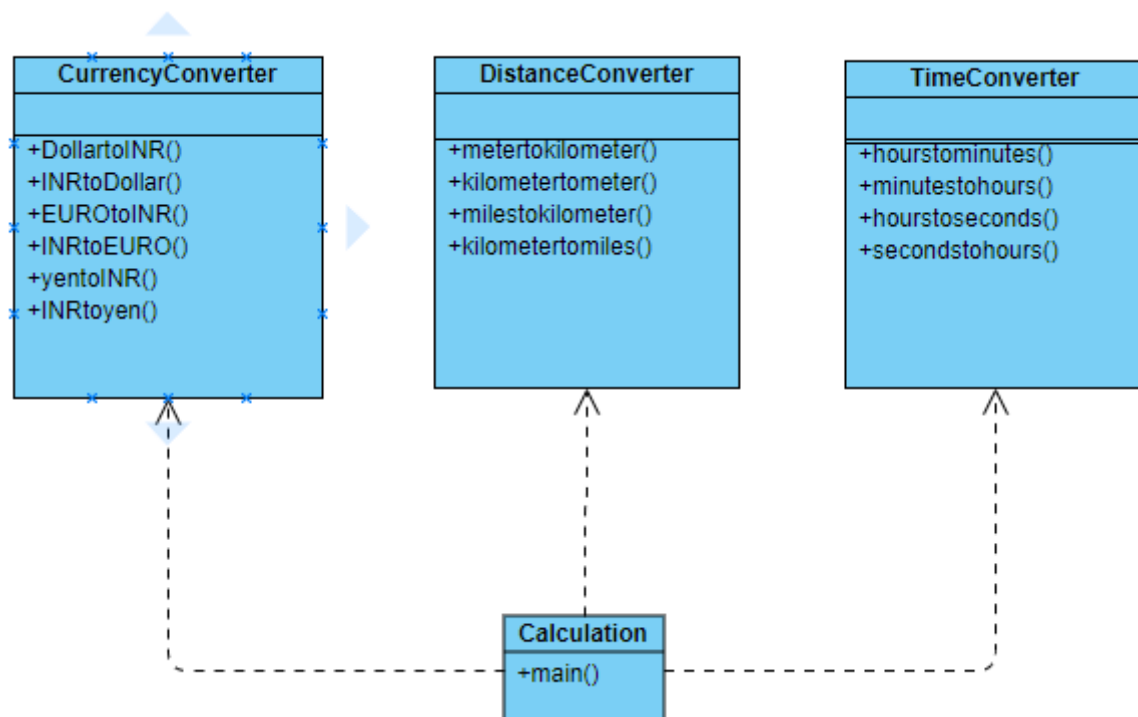 CurrencyConverter
+DollartoINR()
+INRtoDollar()
+EUROtoINR()
+INRtoEURO()
+yentoINR()
+INRtoyen()
DistanceConverter
+metertokilometer()
+kilometertometer()
+milestokilometer()
+kilometertomiles()
TimeConverter
+hourstominutes()
+minutestohours()
+hourstoseconds()
+secondstohours()
Calculation
+main()